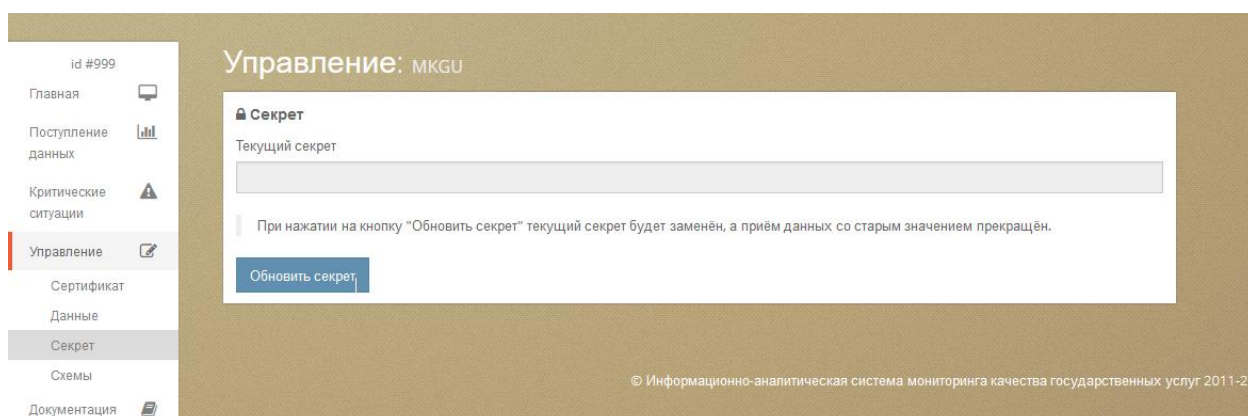 id #999
Главная
Поступление
данных
Критические
ситуации
Управление
Сертификат
Данные
Секрет
Схемы
Документация
Управление: MKGU
Секрет
Текущий секрет
При нажатии на кнопку "Обновить секрет" текущий секрет будет заменён, а приём данных со старым значением прекращён.
Обновить секрет
© Информационно-аналитическая система мониторинга качества государственных услуг 2011-2